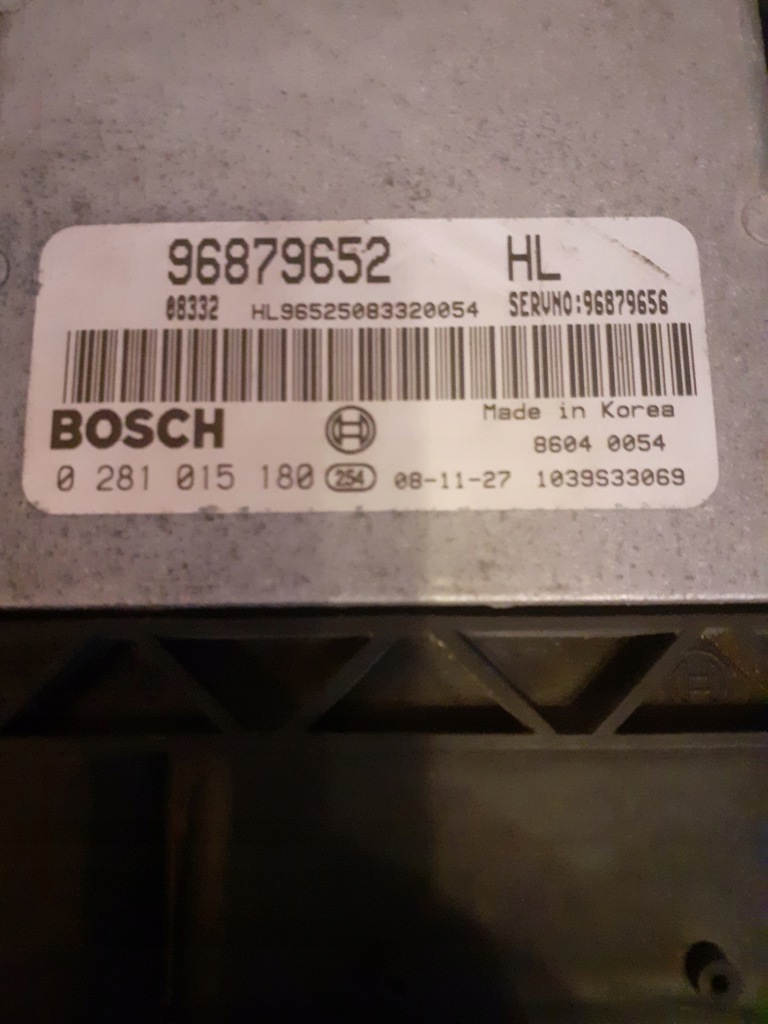 96879652 HL
08332 HL96525083320054 SERVNO:96879656
BOSCH Made in Korea
8604 0054
0 281 015 180 254 08-11-27 1039S33069